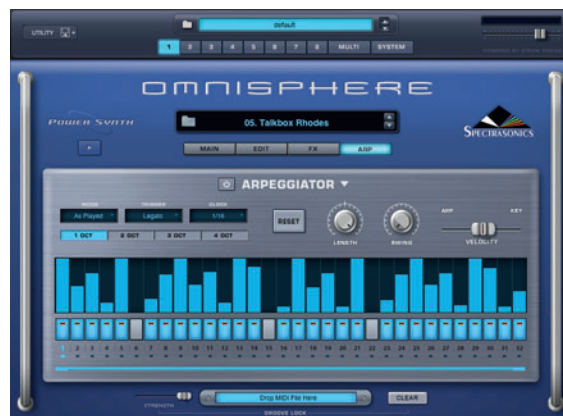 default
UTILITY
1 2 3 4 5 6 7 8 MULTI SYSTEM
OMNISPHERE
POWER SYNTH
05. Talkbox Rhodes
SPECTRASONICS
MAIN EDIT FX ARP
ARPEGGIATOR
MODE TRIGGER CLOCK
ARP KEY
As Played Legato 1/16
RESET
1 OCT 2 OCT 3 OCT 4 OCT
LENGTH SWING VELOCITY
1 2 3 4 5 6 7 8 9 10 11 12 13 14 15 16 17 18 19 20 21 22 23 24 25 26 27 28 29 30 31 32
STRENGTH
Drop MIDI File Here
CLEAR
GROOVE LOCK